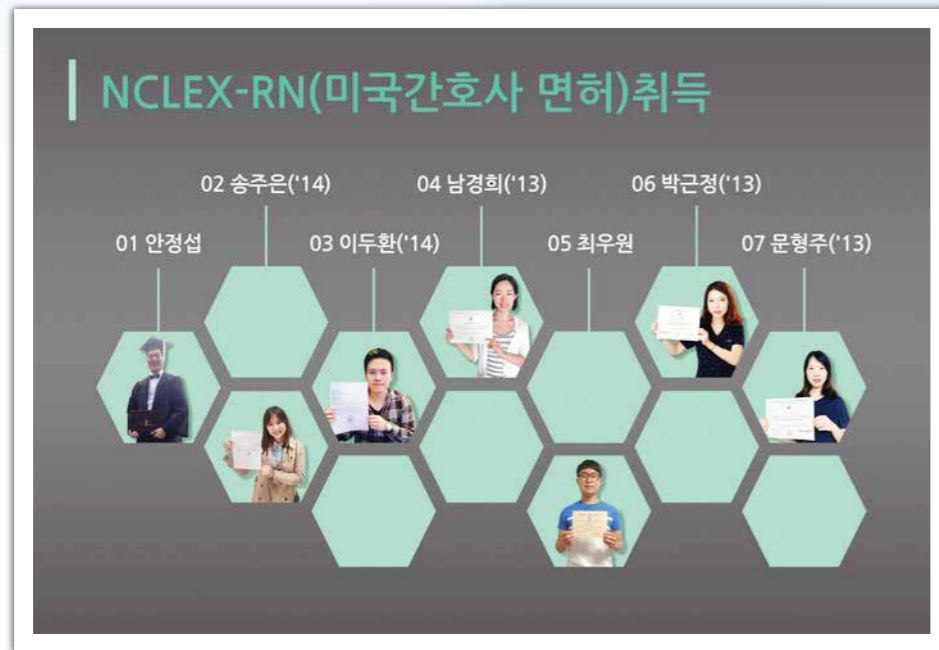 NCLEX-RN(미국간호사 면허)취득
02 송주은('14)
04 남경희('13)
06 박근정('13)
01 안정섭
03 이두환('14)
05 최우원
07 문형주('13)